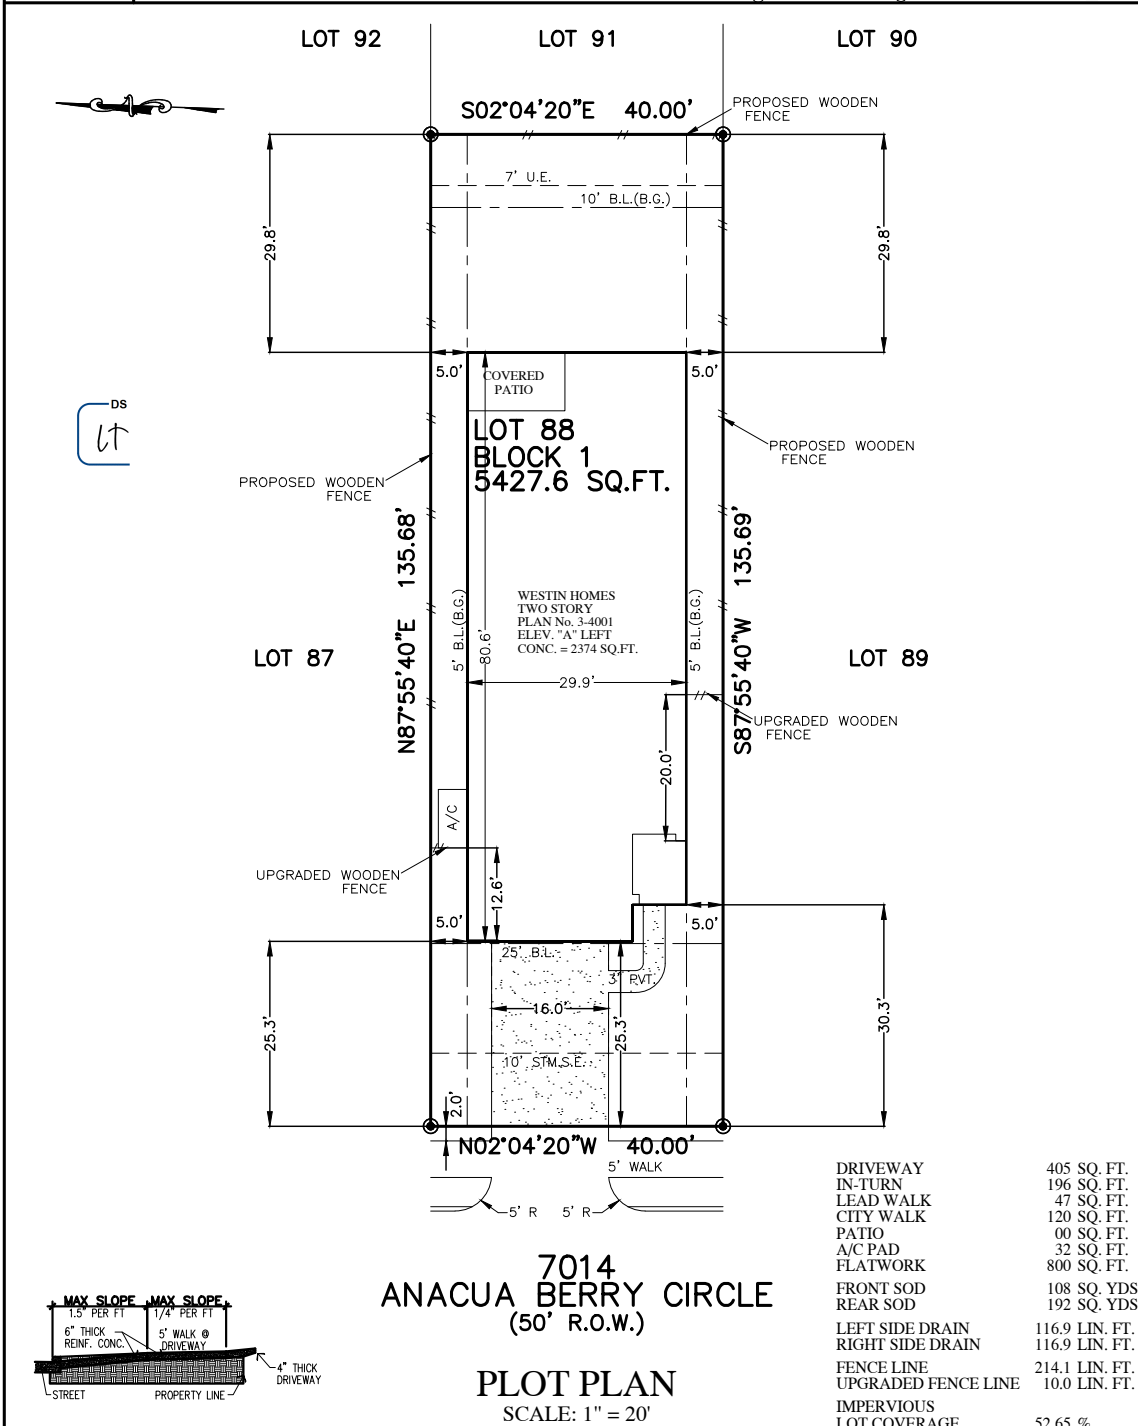 LOT 92
LOT 91
LOT 90
S02°04'20"E 40.00'
PROPOSED WOODEN
FENCE
7' U.E.
10' B.L.(B.G.)
29.8'
29.8'
5.0'
COVERED
PATIO
5.0'
DS
LT
LOT 88
BLOCK 1
5427.6 SQ.FT.
PROPOSED WOODEN
FENCE
PROPOSED WOODEN
FENCE
N87°55'40"E 135.68'
S87°55'40"W 135.69'
5' B.L.(B.G.)
80.6'
WESTIN HOMES
TWO STORY
PLAN No. 3-4001
ELEV. "A" LEFT
CONC. = 2374 SQ.FT.
5' B.L.(B.G.)
LOT 87
LOT 89
29.9'
UPGRADED WOODEN
FENCE
20.0'
A/C
UPGRADED WOODEN
FENCE
12.6'
5.0'
5.0'
25' B.L.
3' PVT.
16.0'
25.3'
25.3'
30.3'
10' STM.S.E.
2.0'
N02°04'20"W 40.00'
5' WALK
5' R
5' R
7014
ANACUA BERRY CIRCLE
(50' R.O.W.)
PLOT PLAN
SCALE: 1" = 20'
MAX SLOPE
1.5" PER FT
MAX SLOPE
1/4" PER FT
6" THICK
REINF. CONC.
5' WALK @
DRIVEWAY
4" THICK
DRIVEWAY
STREET
PROPERTY LINE
DRIVEWAY 405 SQ. FT.
IN-TURN 196 SQ. FT.
LEAD WALK 47 SQ. FT.
CITY WALK 120 SQ. FT.
PATIO 00 SQ. FT.
A/C PAD 32 SQ. FT.
FLATWORK 800 SQ. FT.
FRONT SOD 108 SQ. YDS
REAR SOD 192 SQ. YDS
LEFT SIDE DRAIN 116.9 LIN. FT.
RIGHT SIDE DRAIN 116.9 LIN. FT.
FENCE LINE 214.1 LIN. FT.
UPGRADED FENCE LINE 10.0 LIN. FT.
IMPERVIOUS
LOT COVERAGE 52.65 %